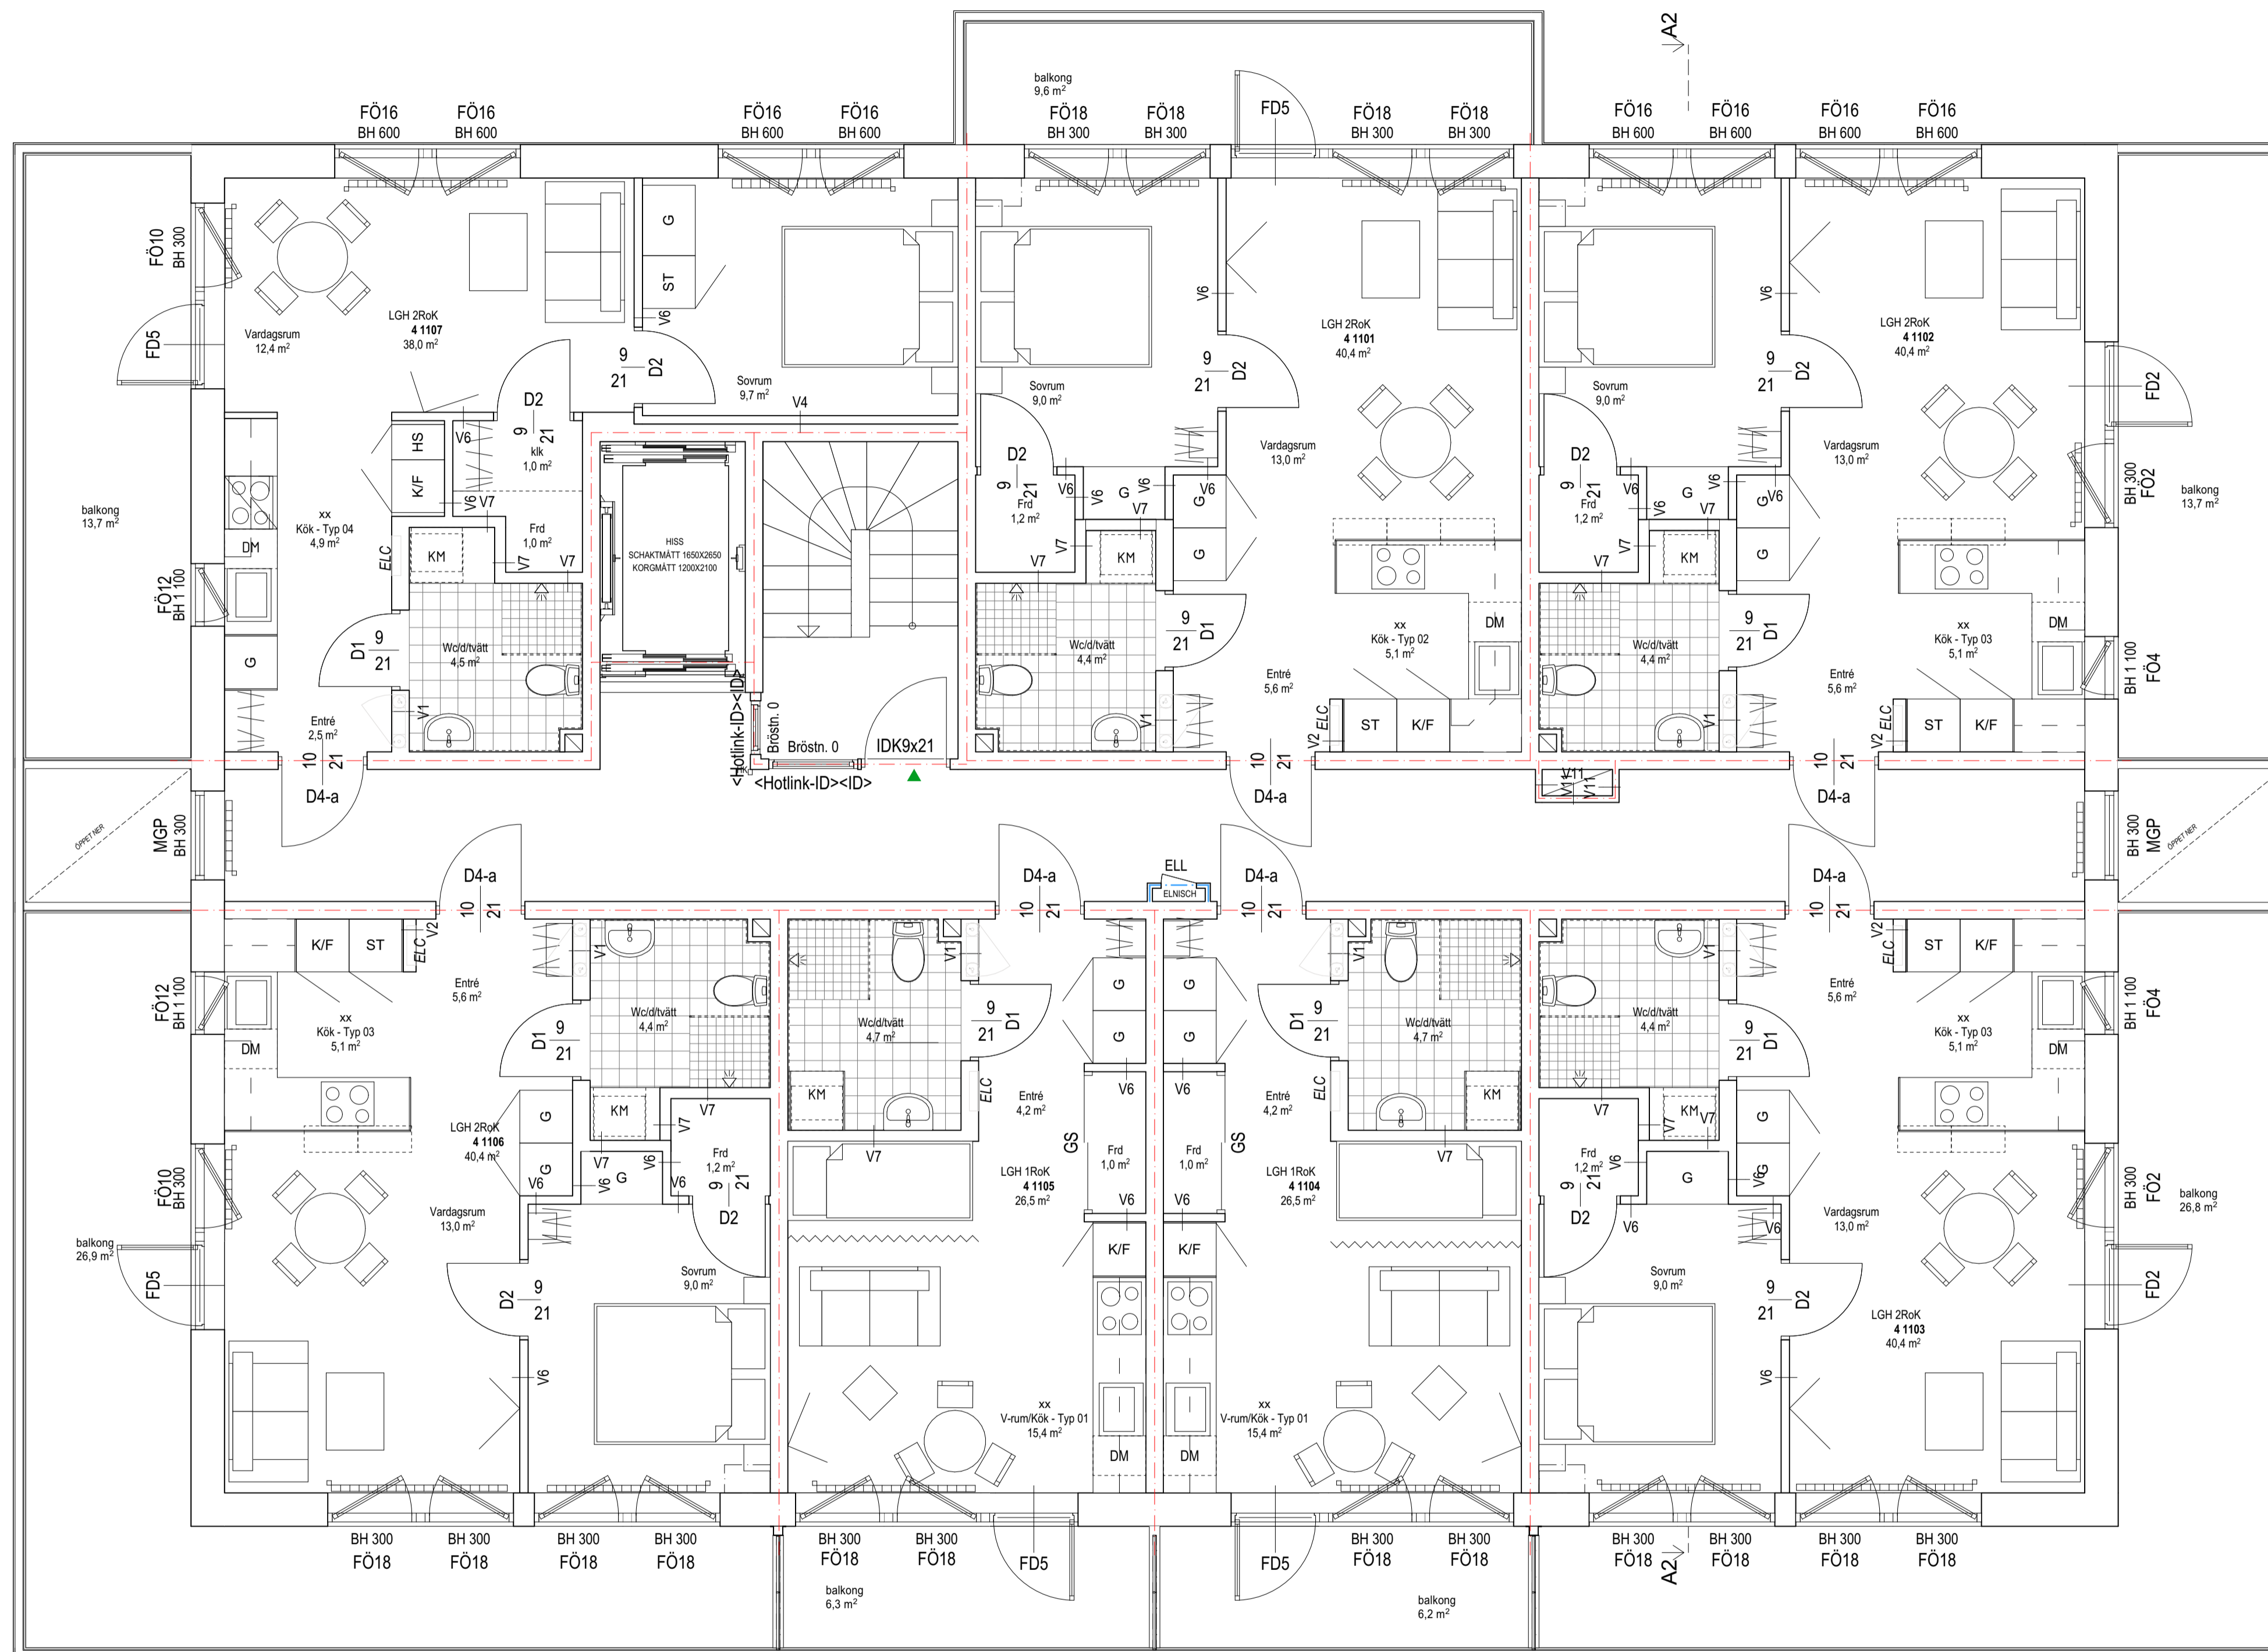 A2
balkong
9,6 m²
FÖ16
BH 600
FÖ16
BH 600
FÖ16
BH 600
FÖ16
BH 600
FÖ18
BH 300
FÖ18
BH 300
FD5
FÖ18
BH 300
FÖ18
BH 300
FÖ16
BH 600
FÖ16
BH 600
FÖ16
BH 600
FÖ16
BH 600
FÖ10
BH 300
FD5
balkong
13,7 m²
FÖ12
BH 1 100
LGH 2RoK
4 1107
38,0 m²
Vardagsrum
12,4 m²
G
ST
V6
9
21
D2
Sovrum
9,7 m²
V4
D2
9
21
klk
1,0 m²
V6
HS
K/F
V6
V7
xx
Kök - Typ 04
4,9 m²
DM
ELC
KM
Frd
1,0 m²
V7
V7
G
D1
9
21
Wc/d/tvätt
4,5 m²
V1
Entré
2,5 m²
10
21
D4-a
HISS
SCHAKTMÅTT 1650X2650
KORGMÅTT 1200X2100
<Hotlink-ID><ID>
Bröstn. 0
Bröstn. 0
IDK9x21
<Hotlink-ID><ID>
LGH 2RoK
4 1101
40,4 m²
V6
9
21
D2
Sovrum
9,0 m²
D2
9
21
Frd
1,2 m²
V6
V6
V6
V6
G
V7
V7
V7
KM
G
G
Vardagsrum
13,0 m²
Wc/d/tvätt
4,4 m²
9
21
D1
xx
Kök - Typ 02
5,1 m²
DM
Entré
5,6 m²
V1
ELC
V2
ST
K/F
10
21
D4-a
LGH 2RoK
4 1102
40,4 m²
V6
9
21
D2
Sovrum
9,0 m²
D2
9
21
Frd
1,2 m²
V6
V6
V6
V6
G
V7
V7
V7
KM
G
G
Vardagsrum
13,0 m²
Wc/d/tvätt
4,4 m²
9
21
D1
xx
Kök - Typ 03
5,1 m²
DM
Entré
5,6 m²
V1
ELC
V2
ST
K/F
10
21
D4-a
V11
V11
V11
FD2
BH 300
FÖ2
balkong
13,7 m²
BH 1 100
FÖ4
ÖPPET NER
MGP
BH 300
BH 300
MGP
ÖPPET NER
D4-a
10
21
D4-a
10
21
ELL
ELNISCH
D4-a
10
21
D4-a
10
21
K/F
ST
ELC
V2
Entré
5,6 m²
V1
FÖ12
BH 1 100
xx
Kök - Typ 03
5,1 m²
DM
D1
9
21
Wc/d/tvätt
4,4 m²
KM
V7
V7
V7
G
G
G
V6
V6
V6
V6
Frd
1,2 m²
9
21
D2
LGH 2RoK
4 1106
40,4 m²
Vardagsrum
13,0 m²
FÖ10
BH 300
balkong
26,9 m²
FD5
D2
9
21
Sovrum
9,0 m²
V6
V1
Wc/d/tvätt
4,7 m²
9
21
D1
KM
V7
ELC
Entré
4,2 m²
G
G
V6
GS
Frd
1,0 m²
V6
K/F
LGH 1RoK
4 1105
26,5 m²
xx
V-rum/Kök - Typ 01
15,4 m²
DM
G
G
V6
Frd
1,0 m²
GS
V6
K/F
D1
9
21
V1
Wc/d/tvätt
4,7 m²
KM
V7
ELC
Entré
4,2 m²
LGH 1RoK
4 1104
26,5 m²
xx
V-rum/Kök - Typ 01
15,4 m²
DM
V1
Wc/d/tvätt
4,4 m²
9
21
D1
KM
V7
V7
V7
G
G
G
V6
V6
V6
V6
Frd
1,2 m²
9
21
D2
Entré
5,6 m²
V2
ELC
ST
K/F
xx
Kök - Typ 03
5,1 m²
DM
BH 1 100
FÖ4
Vardagsrum
13,0 m²
BH 300
FÖ2
balkong
26,8 m²
FD2
Sovrum
9,0 m²
9
21
D2
LGH 2RoK
4 1103
40,4 m²
V6
BH 300
FÖ18
BH 300
FÖ18
BH 300
FÖ18
BH 300
FÖ18
BH 300
FÖ18
BH 300
FÖ18
FD5
FD5
BH 300
FÖ18
BH 300
FÖ18
BH 300
FÖ18
BH 300
FÖ18
BH 300
FÖ18
BH 300
FÖ18
A2
balkong
6,3 m²
balkong
6,2 m²